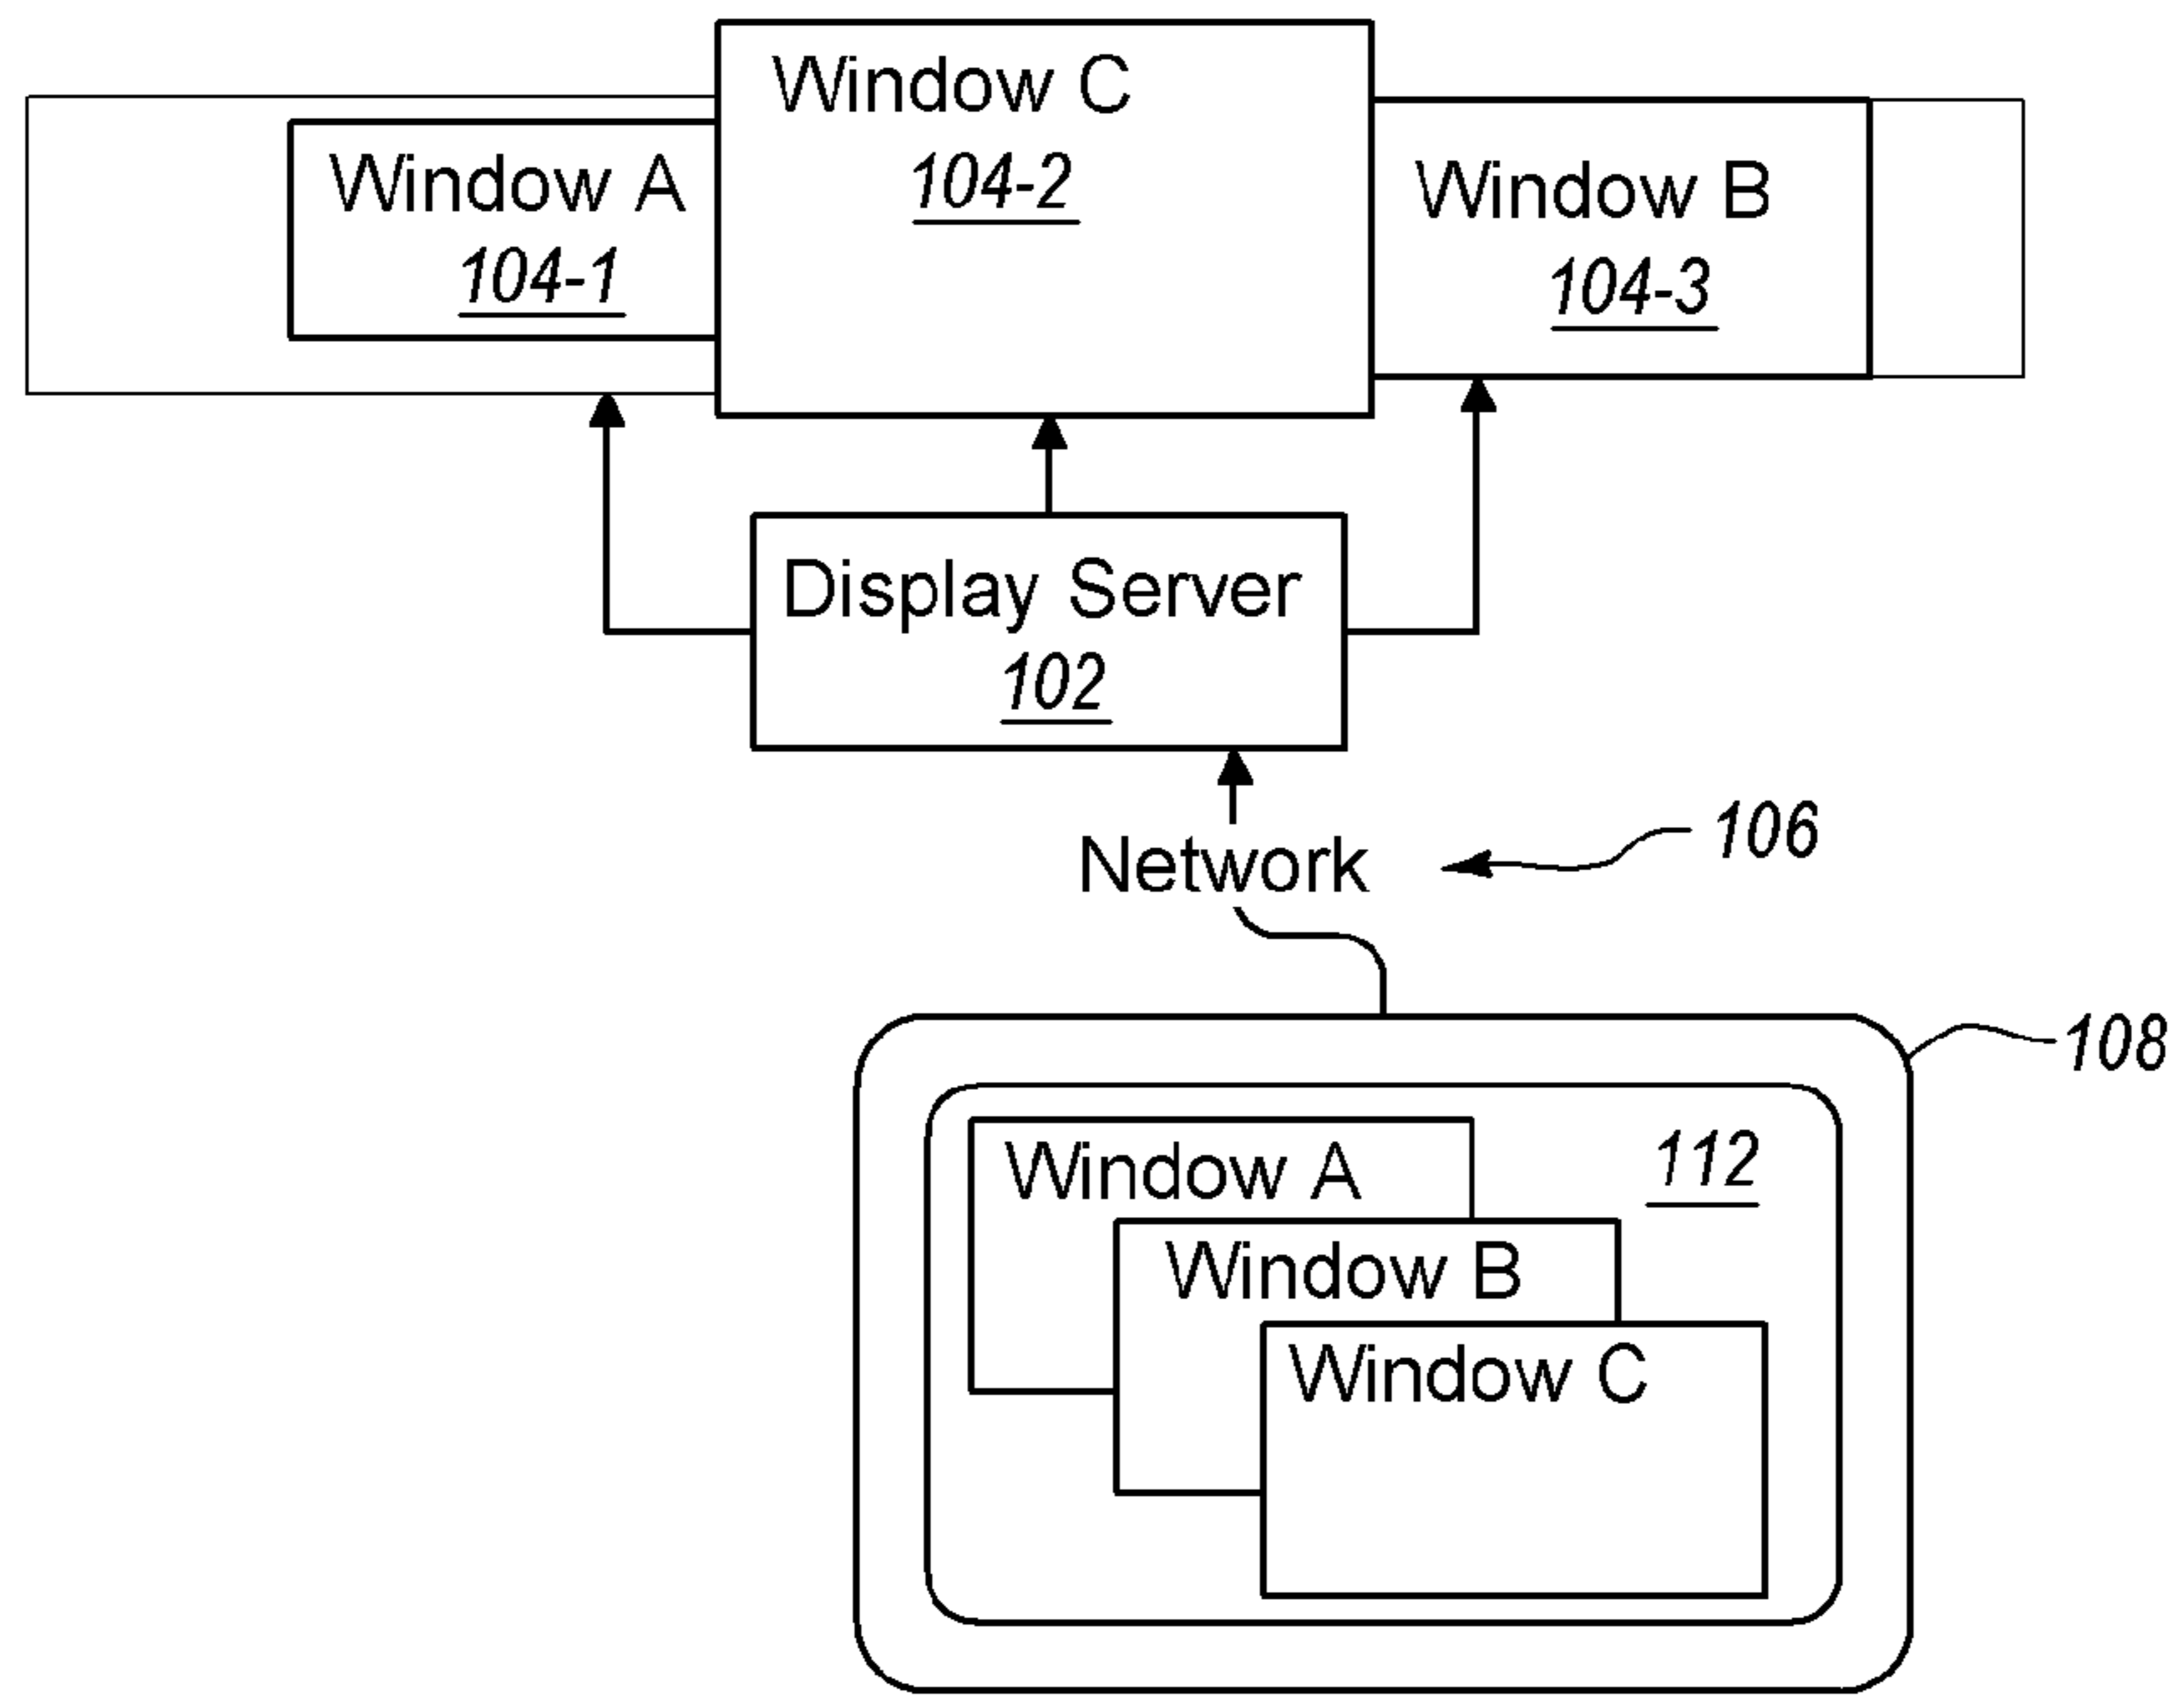 Window C
104-2
Window A
104-1
Window B
104-3
Display Server
102
Network
106
108
112
Window A
Window B
Window C